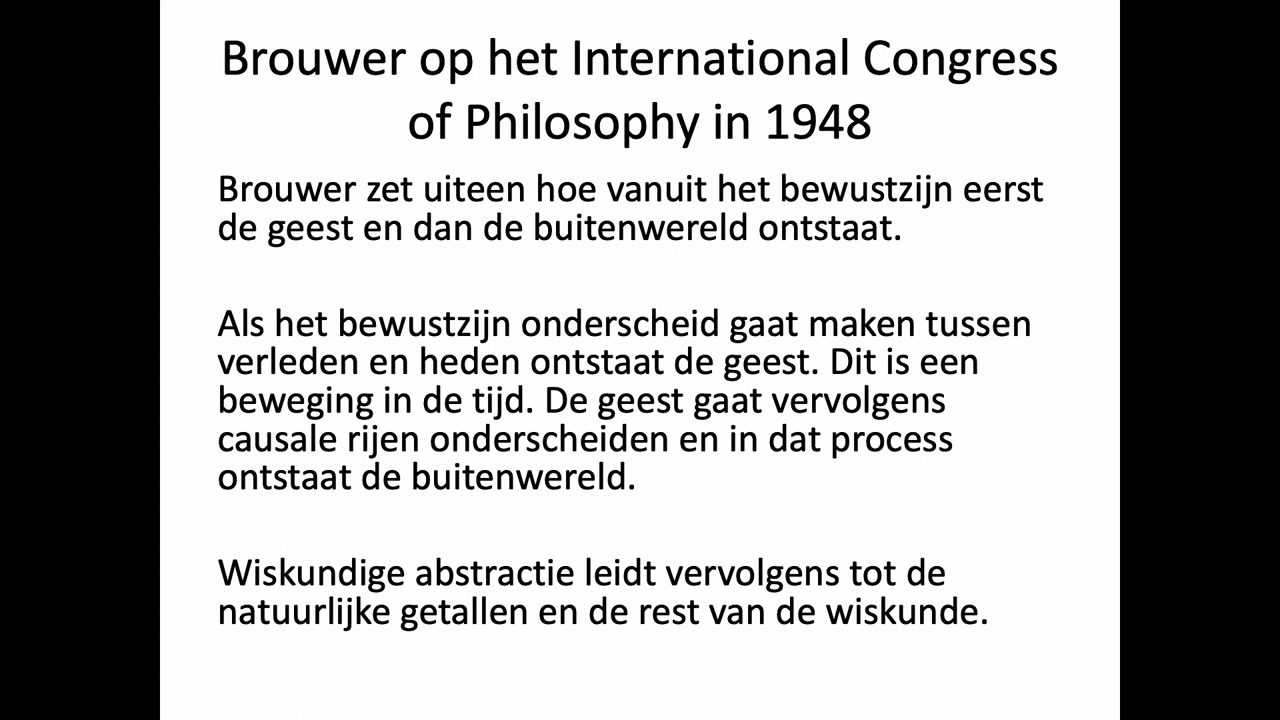 Brouwer op het International Congress
of Philosophy in 1948
Brouwer zet uiteen hoe vanuit het bewustzijn eerst
de geest en dan de buitenwereld ontstaat.
Als het bewustzijn onderscheid gaat maken tussen
verleden en heden ontstaat de geest. Dit is een
beweging in de tijd. De geest gaat vervolgens
causale rijen onderscheiden en in dat process
ontstaat de buitenwereld.
Wiskundige abstractie leidt vervolgens tot de
natuurlijke getallen en de rest van de wiskunde.